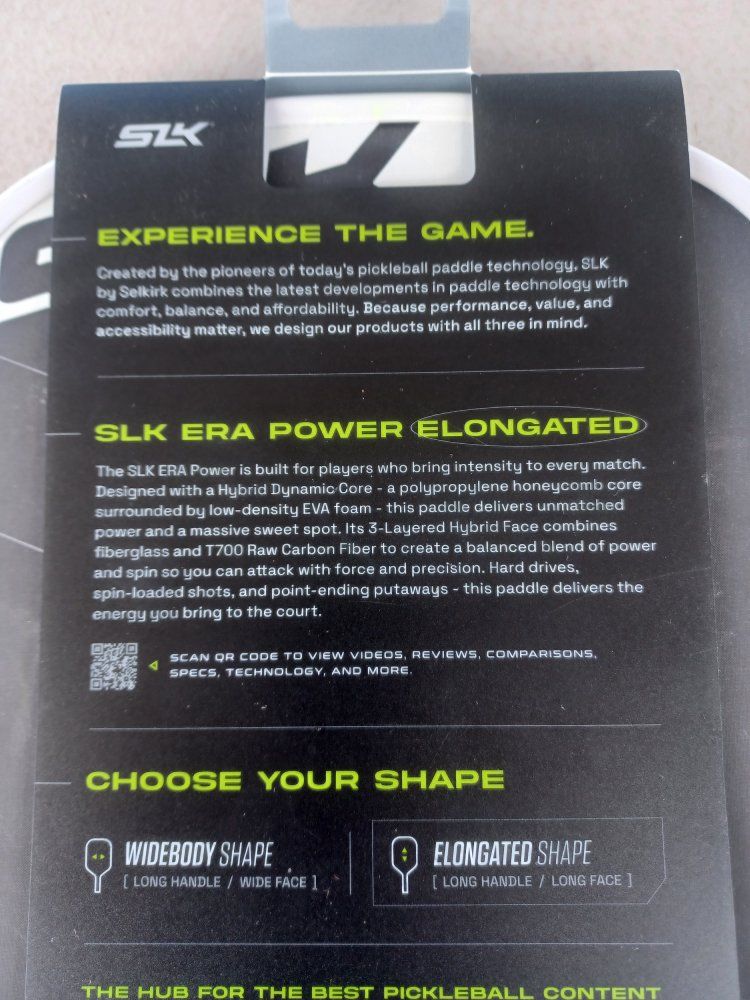 SLK
EXPERIENCE THE GAME.
Created by the pioneers of today's pickleball paddle technology, SLK
by Selkirk combines the latest developments in paddle technology with
comfort, balance, and affordability. Because performance, value, and
accessibility matter, we design our products with all three in mind.
SLK ERA POWER ELONGATED
The SLK ERA Power is built for players who bring intensity to every match.
Designed with a Hybrid Dynamic Core - a polypropylene honeycomb core
surrounded by low-density EVA foam - this paddle delivers unmatched
power and a massive sweet spot. Its 3-Layered Hybrid Face combines
fiberglass and T700 Raw Carbon Fiber to create a balanced blend of power
and spin so you can attack with force and precision. Hard drives,
spin-loaded shots, and point-ending putaways - this paddle delivers the
energy you bring to the court.
SCAN QR CODE TO VIEW VIDEOS, REVIEWS, COMPARISONS,
SPECS, TECHNOLOGY, AND MORE.
CHOOSE YOUR SHAPE
WIDEBODY SHAPE
[ LONG HANDLE / WIDE FACE ]
ELONGATED SHAPE
[ LONG HANDLE / LONG FACE ]
THE HUB FOR THE BEST PICKLEBALL CONTENT